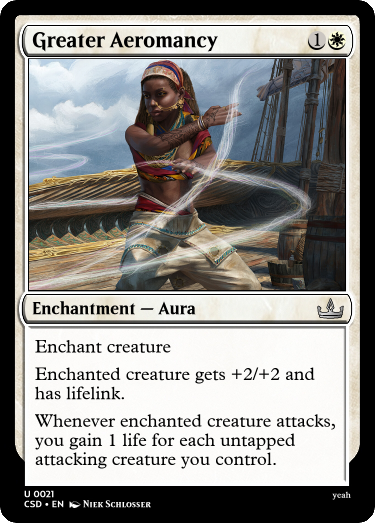 Greater Aeromancy 1
Enchantment — Aura
Enchant creature
Enchanted creature gets +2/+2 and
has lifelink.
Whenever enchanted creature attacks,
you gain 1 life for each untapped
attacking creature you control.
U 0021
CSD • EN Niek Schlosser
yeah